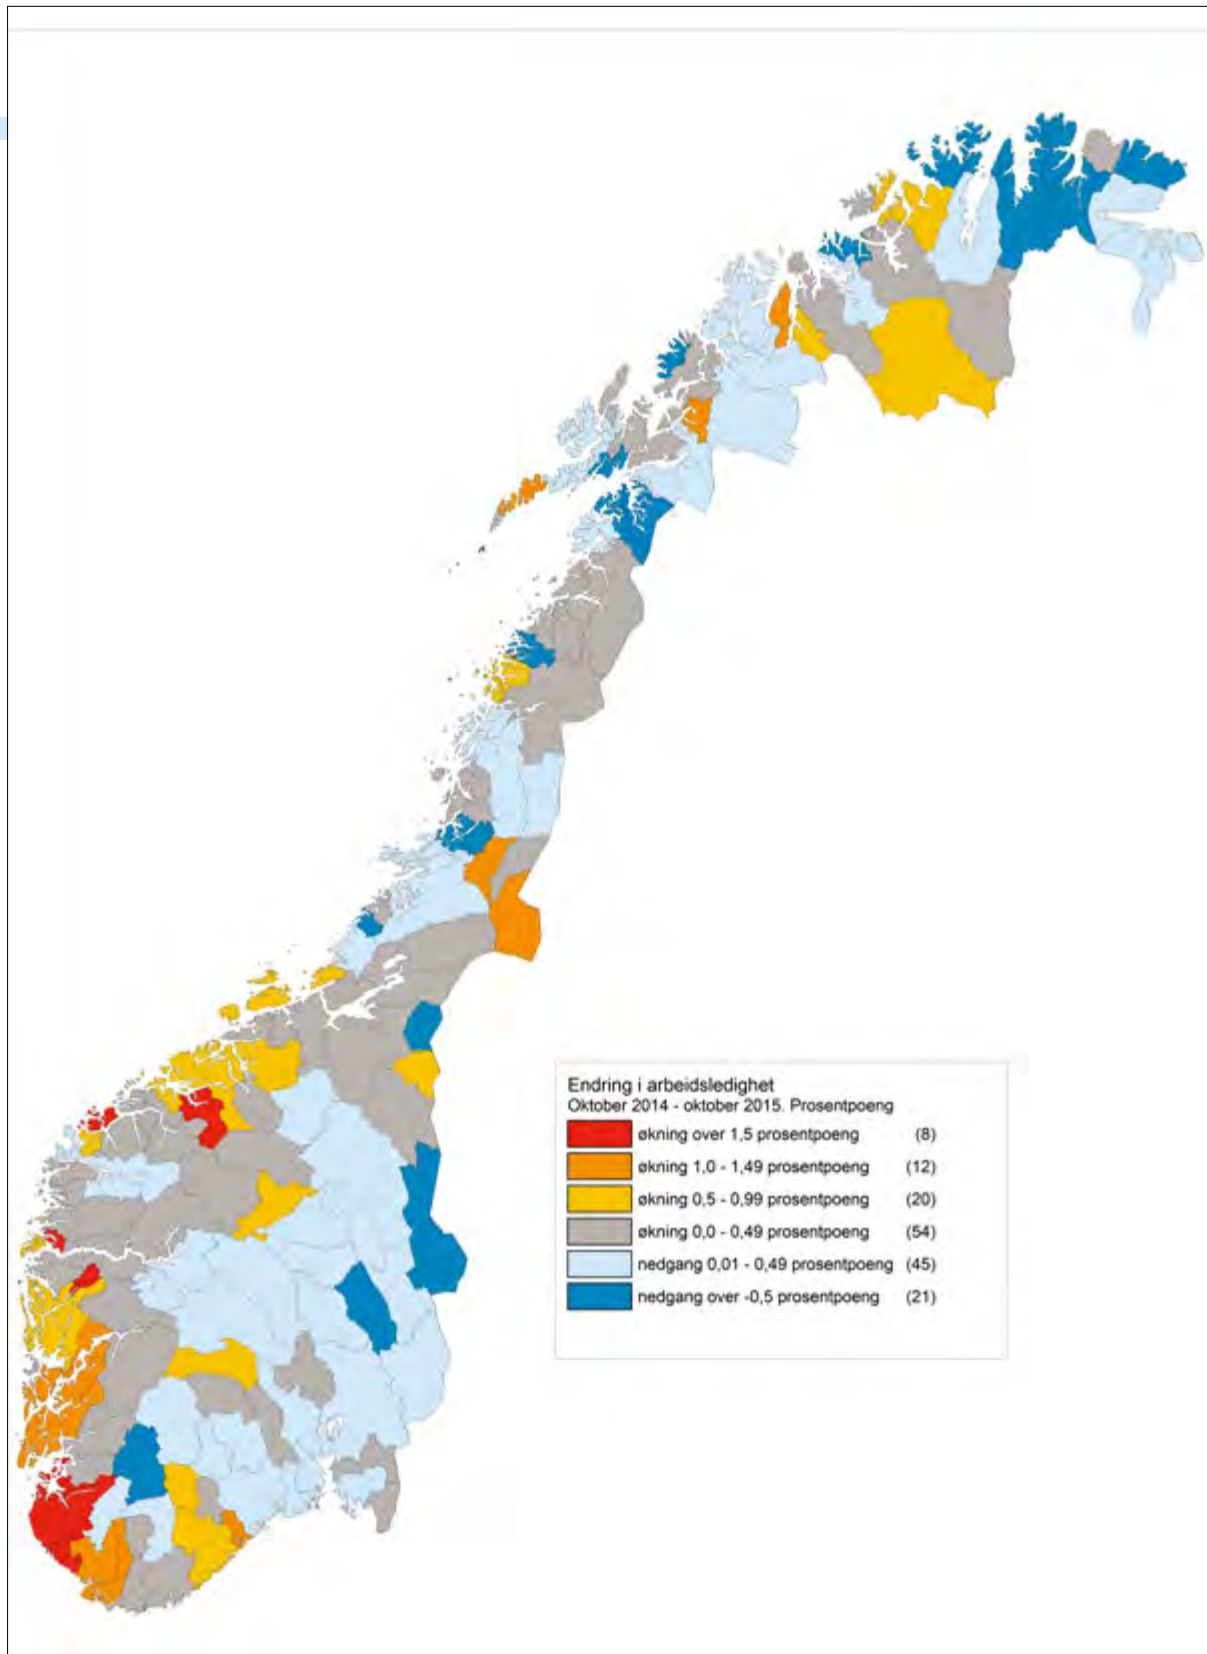 Endring i arbeidsledighet
Oktober 2014 - oktober 2015. Prosentpoeng
økning over 1,5 prosentpoeng (8)
økning 1,0 - 1,49 prosentpoeng (12)
økning 0,5 - 0,99 prosentpoeng (20)
økning 0,0 - 0,49 prosentpoeng (54)
nedgang 0,01 - 0,49 prosentpoeng (45)
nedgang over -0,5 prosentpoeng (21)